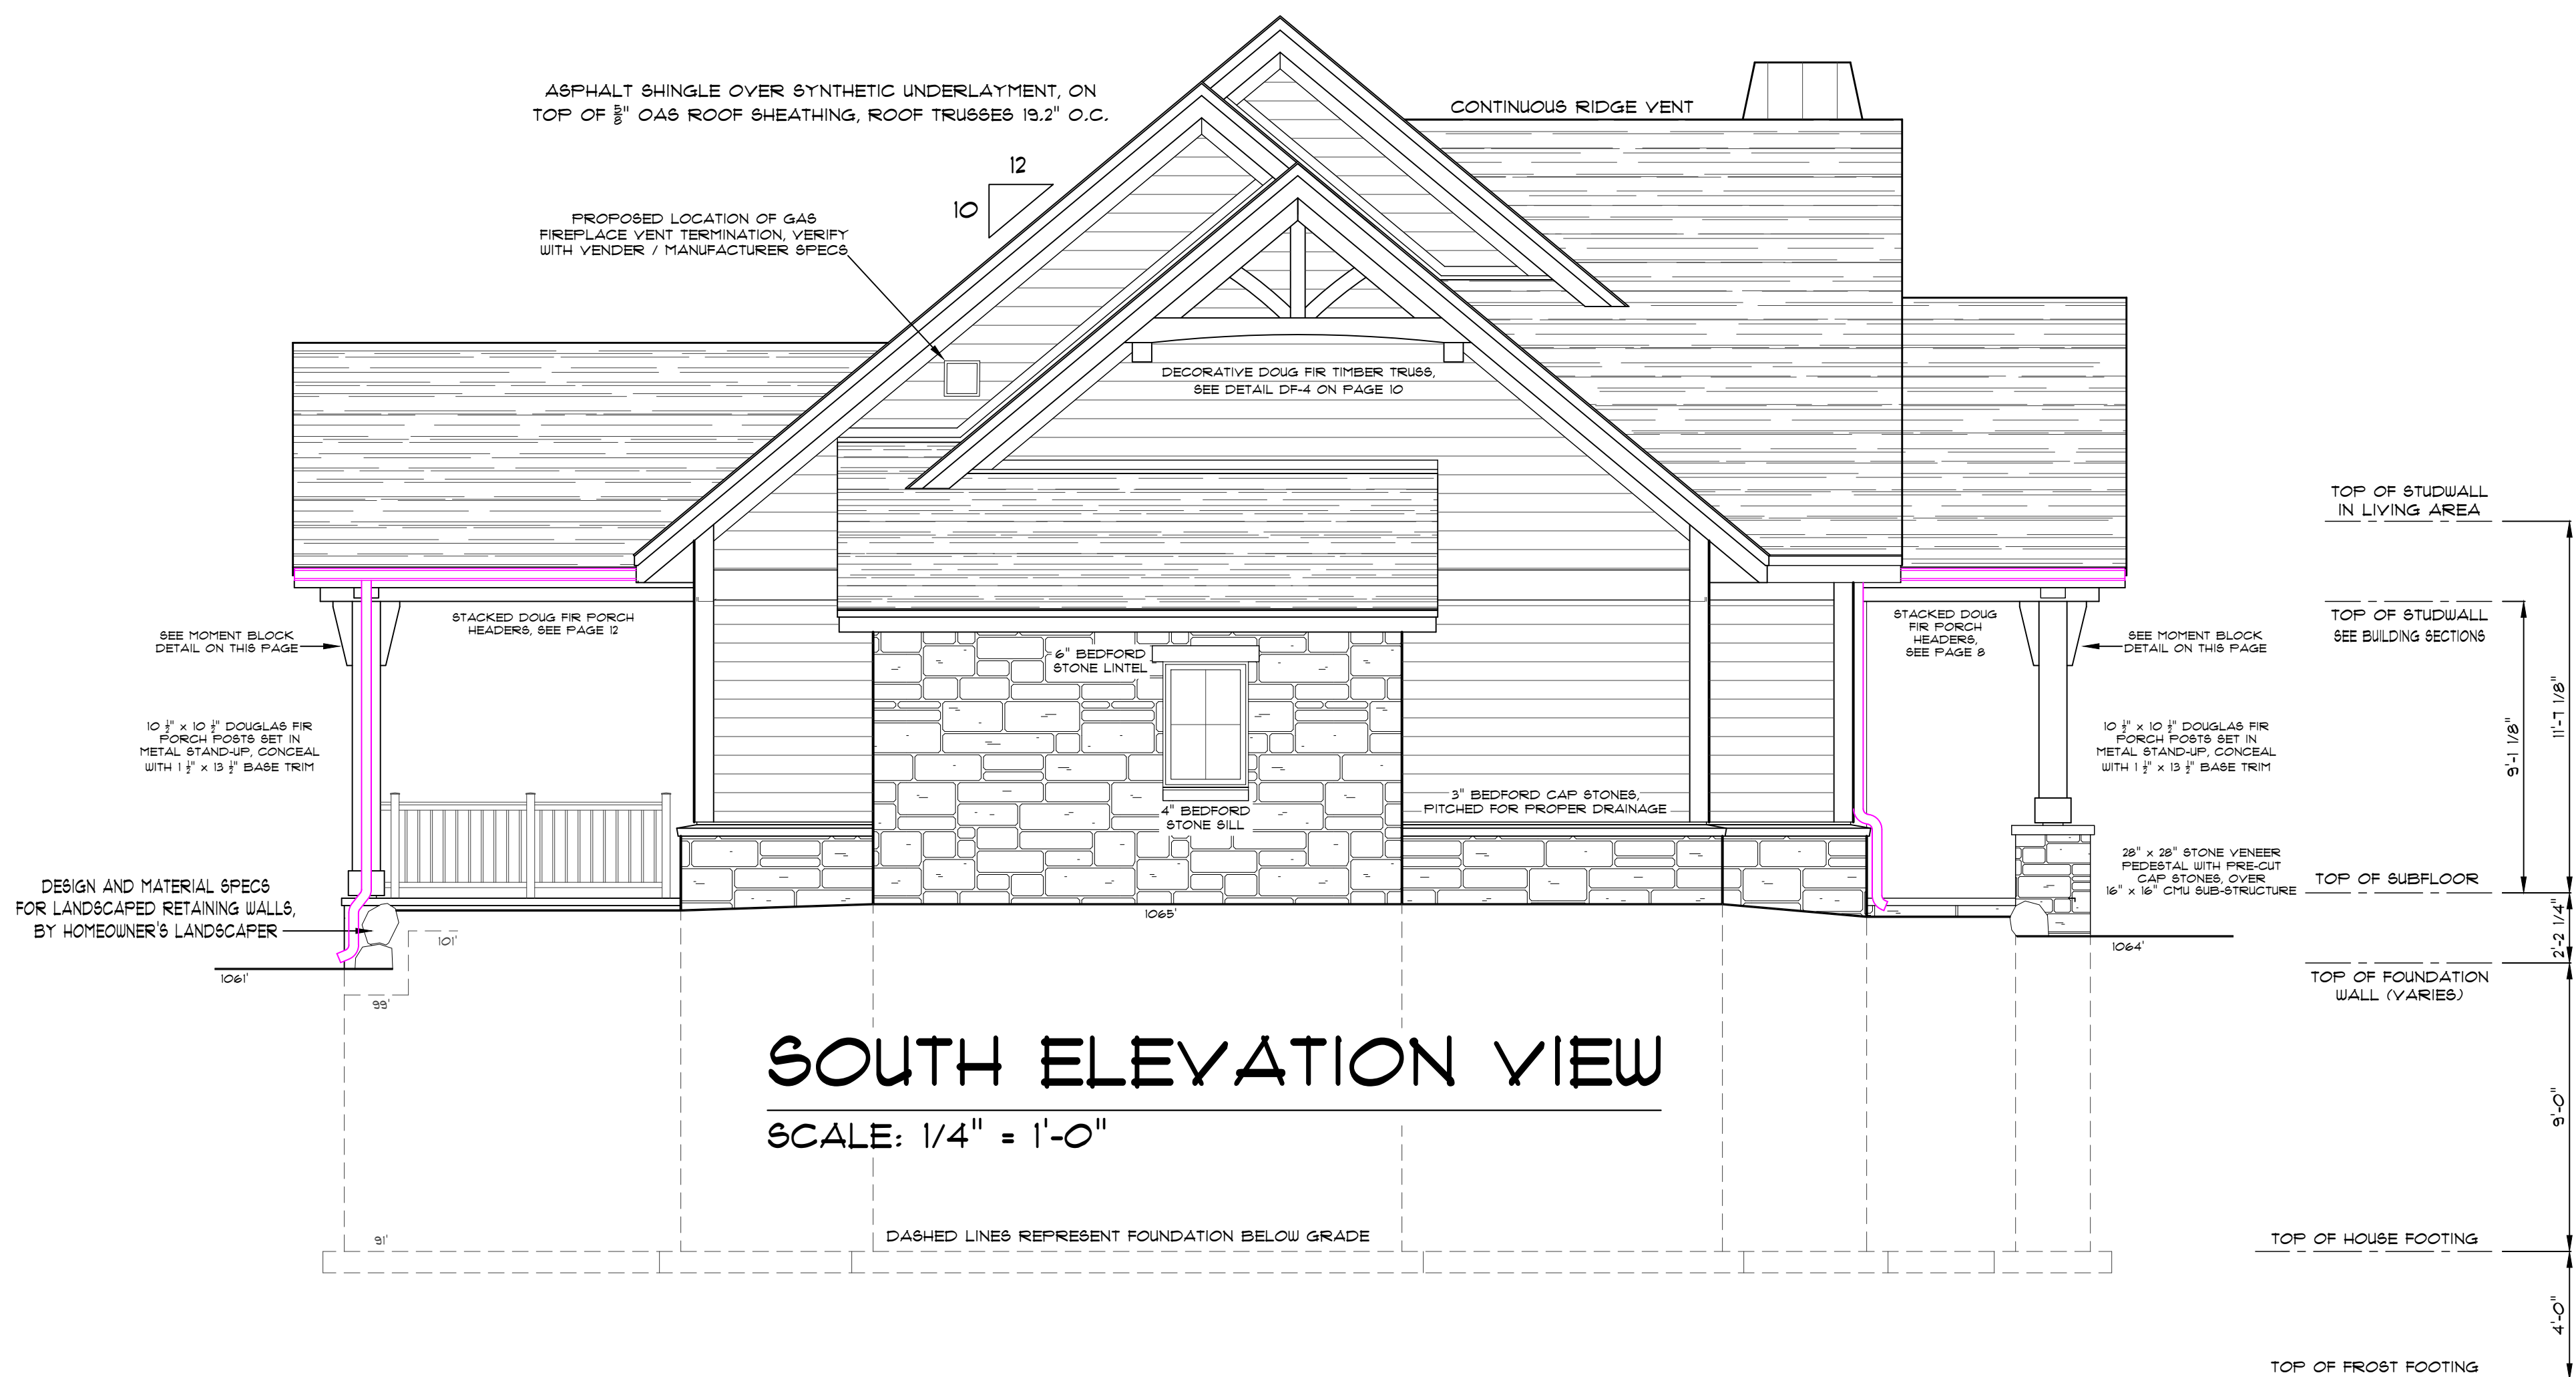 ASPHALT SHINGLE OVER SYNTHETIC UNDERLAYMENT, ON
TOP OF 5/8" OAS ROOF SHEATHING, ROOF TRUSSES 19.2" O.C.
CONTINUOUS RIDGE VENT
12
10
PROPOSED LOCATION OF GAS
FIREPLACE VENT TERMINATION, VERIFY
WITH VENDER / MANUFACTURER SPECS
DECORATIVE DOUG FIR TIMBER TRUSS,
SEE DETAIL DF-4 ON PAGE 10
TOP OF STUDWALL
IN LIVING AREA
STACKED DOUG FIR PORCH
HEADERS, SEE PAGE 12
SEE MOMENT BLOCK
DETAIL ON THIS PAGE
6" BEDFORD
STONE LINTEL
STACKED DOUG
FIR PORCH
HEADERS,
SEE PAGE 8
SEE MOMENT BLOCK
DETAIL ON THIS PAGE
TOP OF STUDWALL
SEE BUILDING SECTIONS
10 1/2" x 10 1/2" DOUGLAS FIR
PORCH POSTS SET IN
METAL STAND-UP, CONCEAL
WITH 1 1/2" x 13 1/2" BASE TRIM
10 1/2" x 10 1/2" DOUGLAS FIR
PORCH POSTS SET IN
METAL STAND-UP, CONCEAL
WITH 1 1/2" x 13 1/2" BASE TRIM
9'-1 1/8"
11'-7 1/8"
4" BEDFORD
STONE SILL
3" BEDFORD CAP STONES,
PITCHED FOR PROPER DRAINAGE
28" x 28" STONE VENEER
PEDESTAL WITH PRE-CUT
CAP STONES, OVER
16" x 16" CMU SUB-STRUCTURE
TOP OF SUBFLOOR
DESIGN AND MATERIAL SPECS
FOR LANDSCAPED RETAINING WALLS,
BY HOMEOWNER'S LANDSCAPER
1065'
101'
1064'
2'-2 1/4"
1061'
99'
TOP OF FOUNDATION
WALL (VARIES)
SOUTH ELEVATION VIEW
SCALE: 1/4" = 1'-0"
9'-0"
91'
DASHED LINES REPRESENT FOUNDATION BELOW GRADE
TOP OF HOUSE FOOTING
4'-0"
TOP OF FROST FOOTING